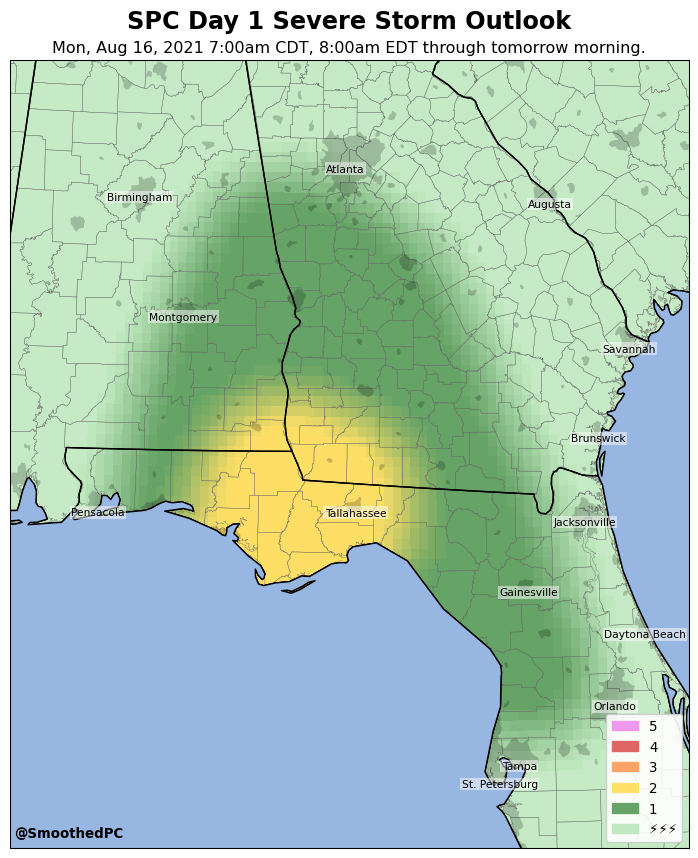 SPC Day 1 Severe Storm Outlook
Mon, Aug 16, 2021 7:00am CDT, 8:00am EDT through tomorrow morning.
Atlanta
Birmingham
Augusta
Montgomery
Savannah
Brunswick
Pensacola
Tallahassee
Jacksonville
Gainesville
Daytona Beach
Orlando
Tampa
St. Petersburg
5
4
3
2
1
⚡⚡⚡
@SmoothedPC